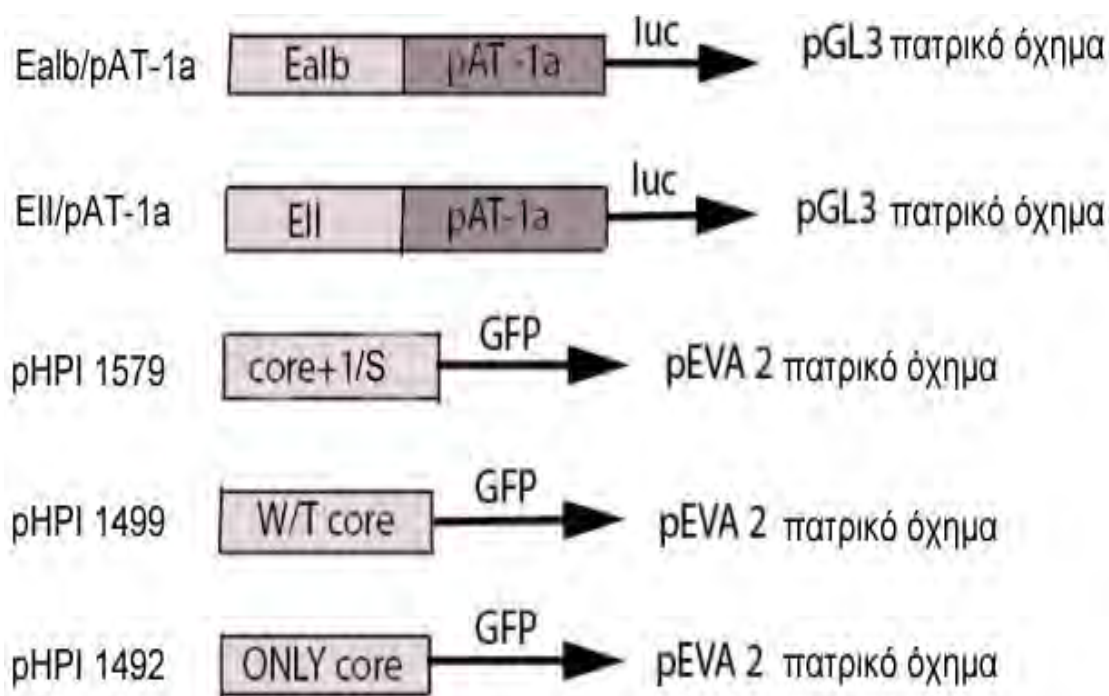 Ealb/pAT-1a Ealb pAT-1a luc pGL3 πατρικό όχημα
EII/pAT-1a EII pAT-1a luc pGL3 πατρικό όχημα
pHPI 1579 core+1/S GFP pEVA 2 πατρικό όχημα
pHPI 1499 W/T core GFP pEVA 2 πατρικό όχημα
pHPI 1492 ONLY core GFP pEVA 2 πατρικό όχημα